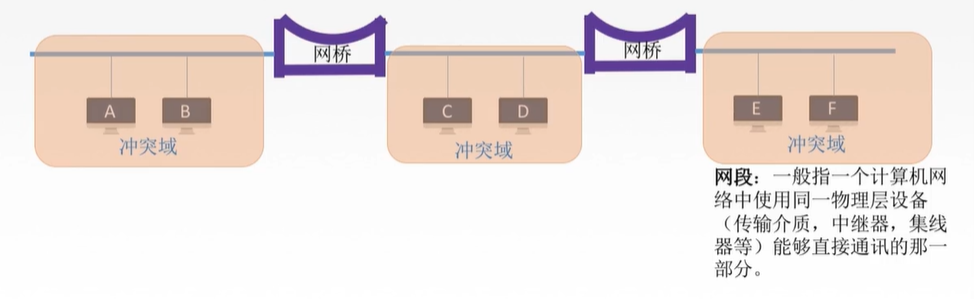 网桥
网桥
A
B
C
D
E
F
冲突域
冲突域
冲突域
网段：一般指一个计算机网
络中使用同一物理层设备
（传输介质，中继器，集线
器等）能够直接通讯的那一
部分。